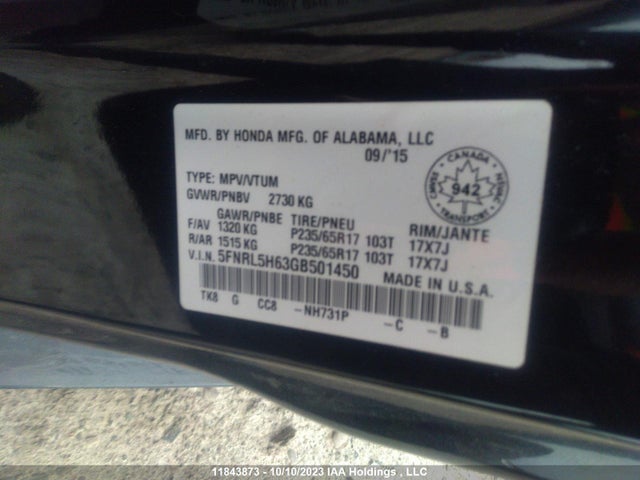 MFD. BY HONDA MFG. OF ALABAMA, LLC
09/'15
TYPE: MPV/VTUM
GVWR/PNBV 2730 KG
GAWR/PNBE TIRE/PNEU RIM/JANTE
F/AV 1320 KG P235/65R17 103T 17X7J
R/AR 1515 KG P235/65R17 103T 17X7J
V.I.N. 5FNRL5H63GB501450 MADE IN U.S.A.
TK8 G CC8 -NH731P -C -B
CANADA
942
TRANSPORT
11843873 - 10/10/2023 IAA Holdings , LLC